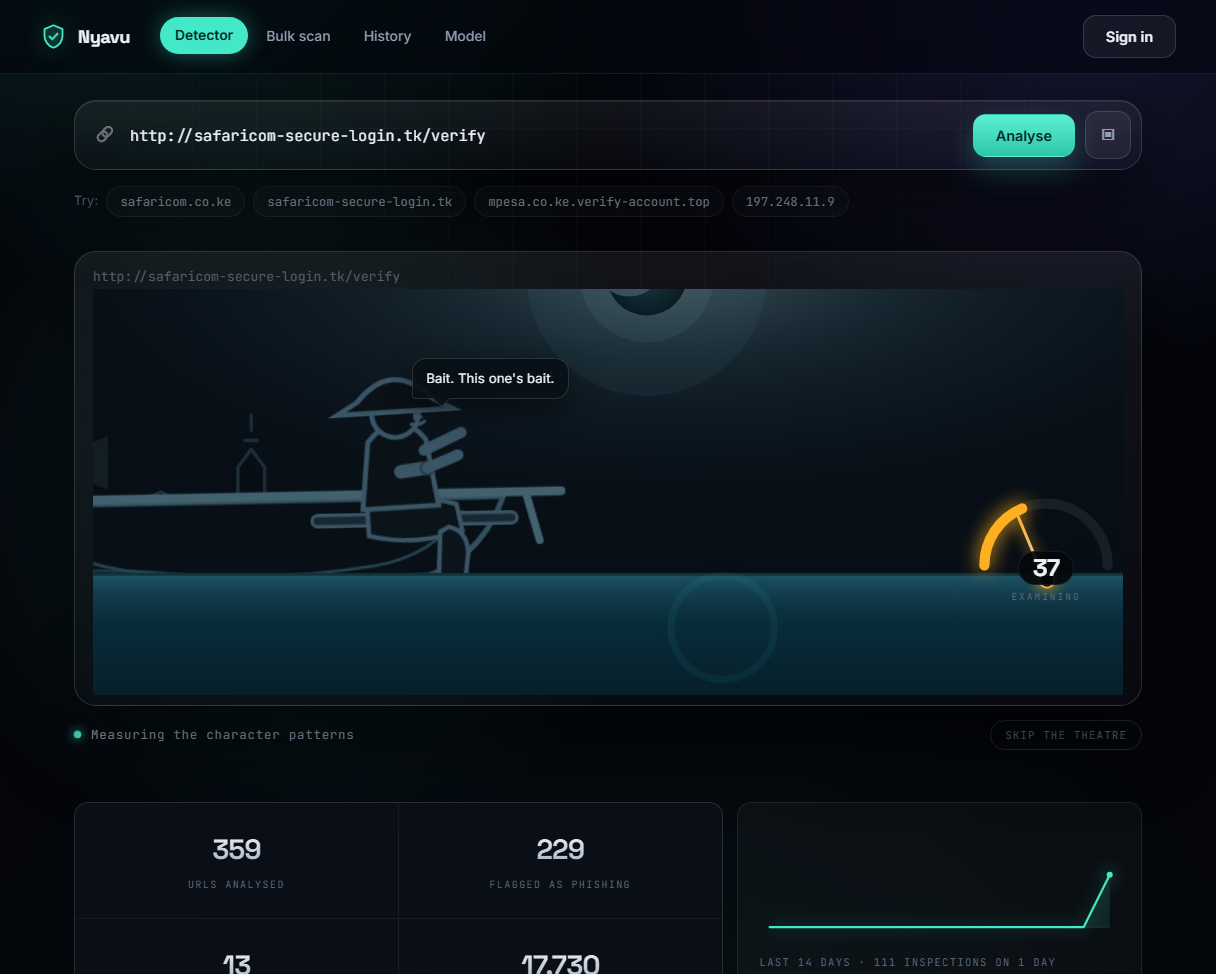 Nyavu Detector Bulk scan History Model Sign in
http://safaricom-secure-login.tk/verify Analyse
Try: safaricom.co.ke safaricom-secure-login.tk mpesa.co.ke.verify-account.top 197.248.11.9
http://safaricom-secure-login.tk/verify
Bait. This one's bait.
37
EXAMINING
Measuring the character patterns SKIP THE THEATRE
359 229
URLS ANALYSED FLAGGED AS PHISHING
13 17,730
LAST 14 DAYS · 111 INSPECTIONS ON 1 DAY